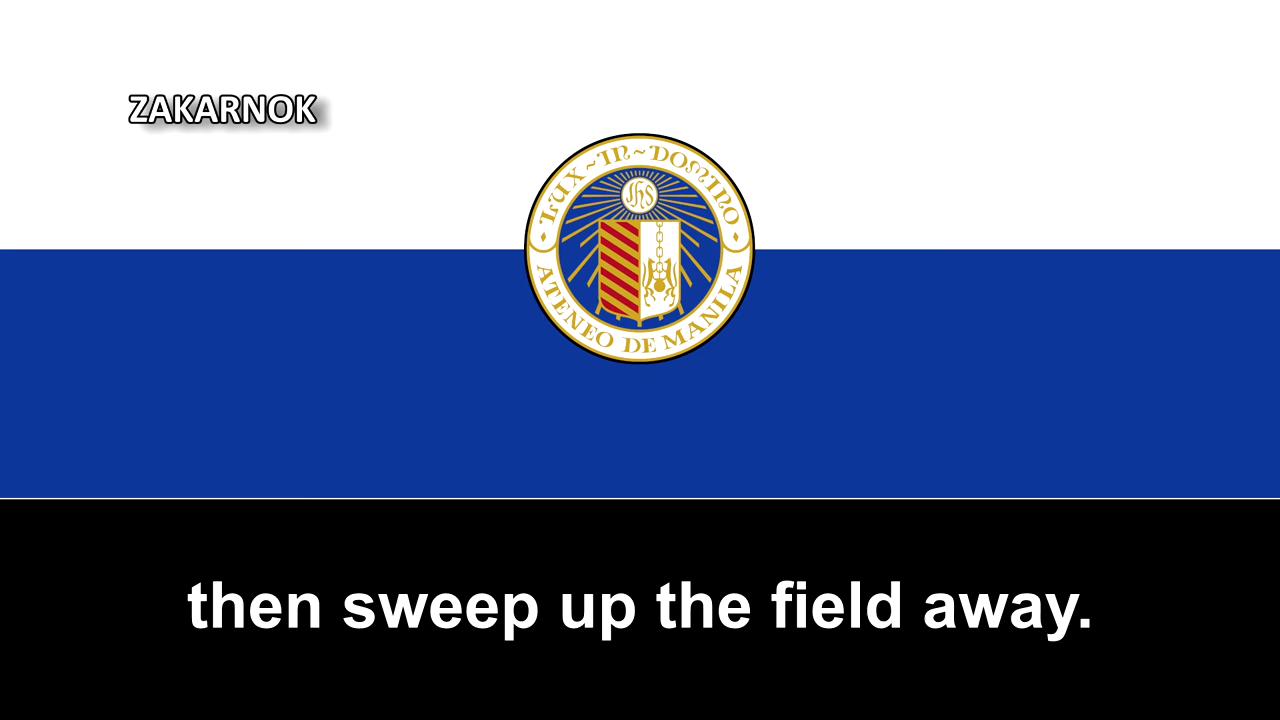 ZAKARNOK
LUX~IN~DOMINO
IHS
ATENEO DE MANILA
then sweep up the field away.